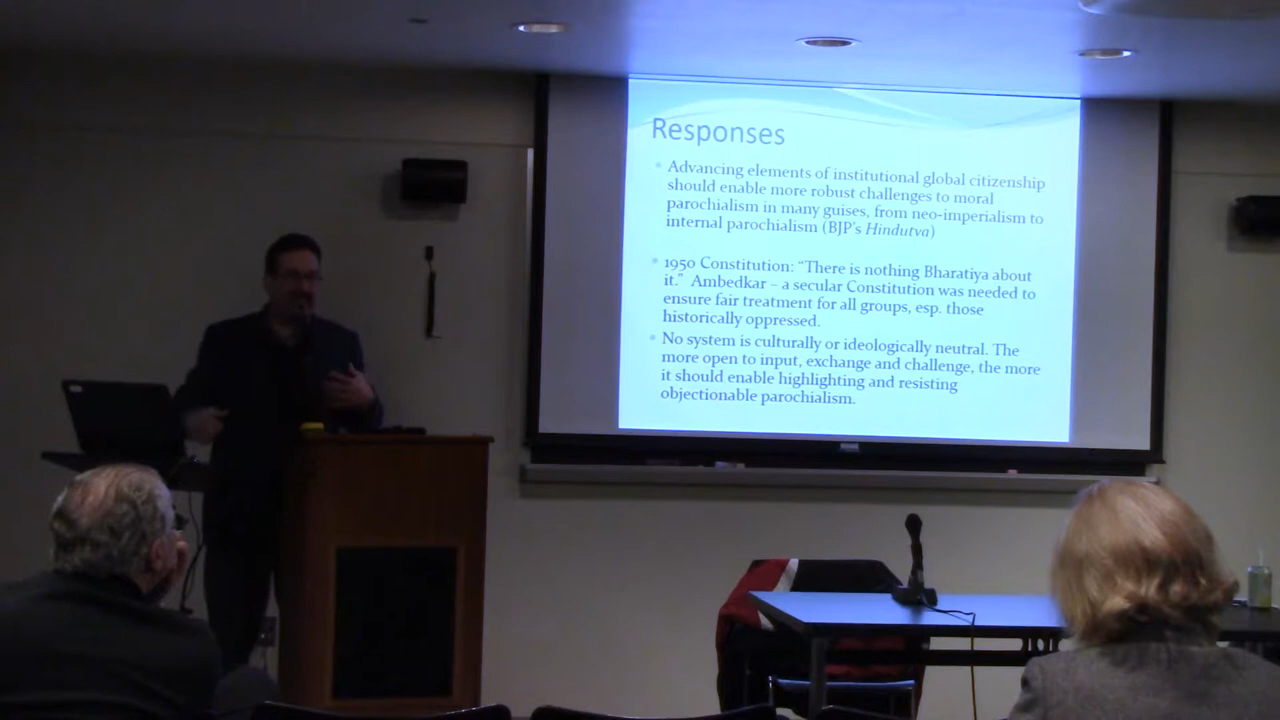 Responses
Advancing elements of institutional global citizenship
should enable more robust challenges to moral
parochialism in many guises, from neo-imperialism to
internal parochialism (BJP's Hindutva)
1950 Constitution: "There is nothing Bharatiya about
it." Ambedkar – a secular Constitution was needed to
ensure fair treatment for all groups, esp. those
historically oppressed.
No system is culturally or ideologically neutral. The
more open to input, exchange and challenge, the more
it should enable highlighting and resisting
objectionable parochialism.